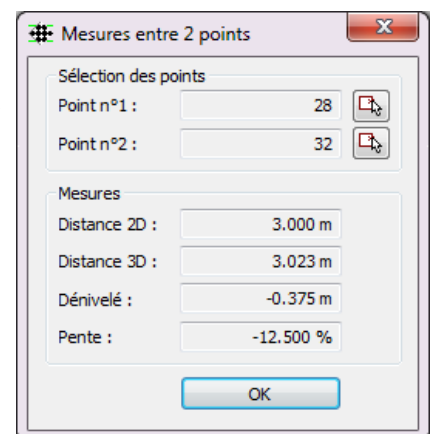 Mesures entre 2 points
Sélection des points
Point n°1 : 28
Point n°2 : 32
Mesures
Distance 2D : 3.000 m
Distance 3D : 3.023 m
Dénivelé : -0.375 m
Pente : -12.500 %
OK